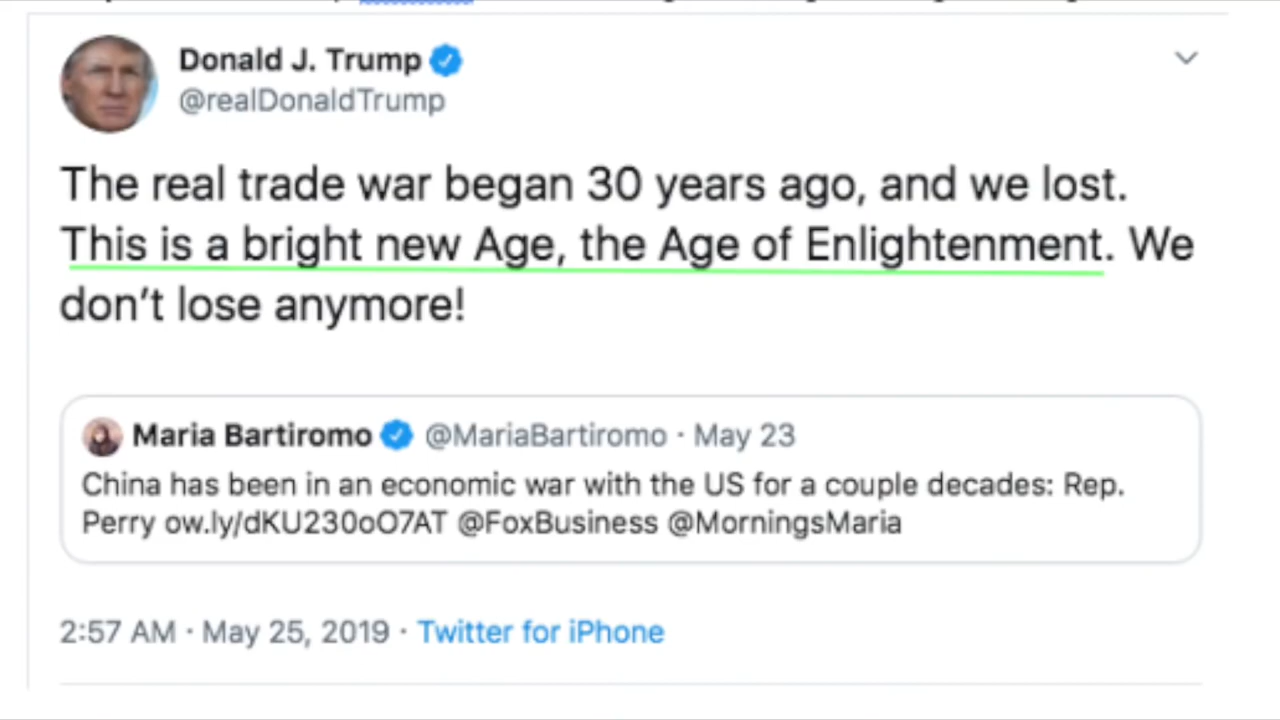 Donald J. Trump
@realDonaldTrump
The real trade war began 30 years ago, and we lost.
This is a bright new Age, the Age of Enlightenment. We
don't lose anymore!
Maria Bartiromo @MariaBartiromo · May 23
China has been in an economic war with the US for a couple decades: Rep.
Perry ow.ly/dKU230oO7AT @FoxBusiness @MorningsMaria
2:57 AM · May 25, 2019 · Twitter for iPhone